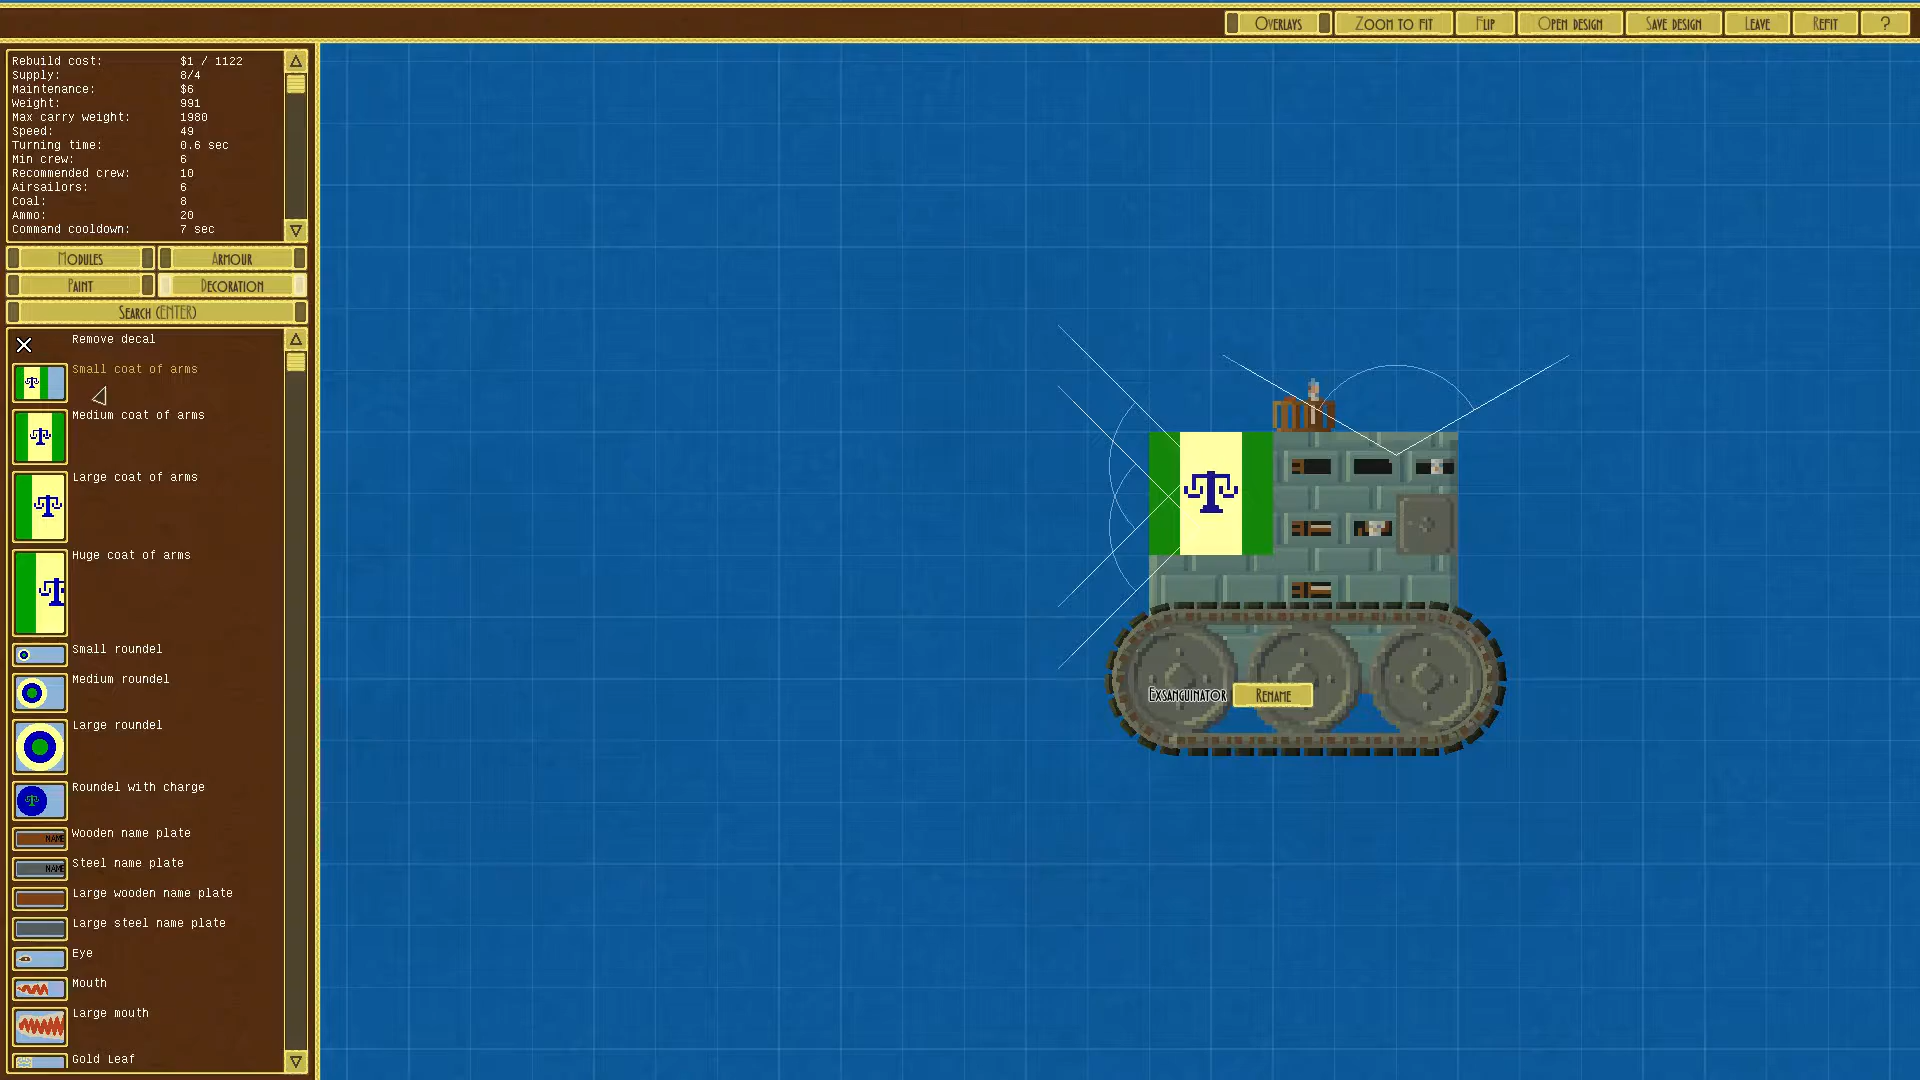 OVERLAYS ZOOM TO FIT FLIP OPEN DESIGN SAVE DESIGN LEAVE REFIT ?
Rebuild cost: $1 / 1122
Supply: 8/4
Maintenance: $6
Weight: 991
Max carry weight: 1980
Speed: 49
Turning time: 0.6 sec
Min crew: 6
Recommended crew: 10
Airsailors: 6
Coal: 8
Ammo: 20
Command cooldown: 7 sec
MODULES ARMOUR
PAINT DECORATION
SEARCH (ENTER)
Remove decal
Small coat of arms
Medium coat of arms
Large coat of arms
Huge coat of arms
Small roundel
Medium roundel
Large roundel
Roundel with charge
NAME Wooden name plate
NAME Steel name plate
Large wooden name plate
Large steel name plate
Eye
Mouth
Large mouth
Gold Leaf
EXSANGUINATOR RENAME